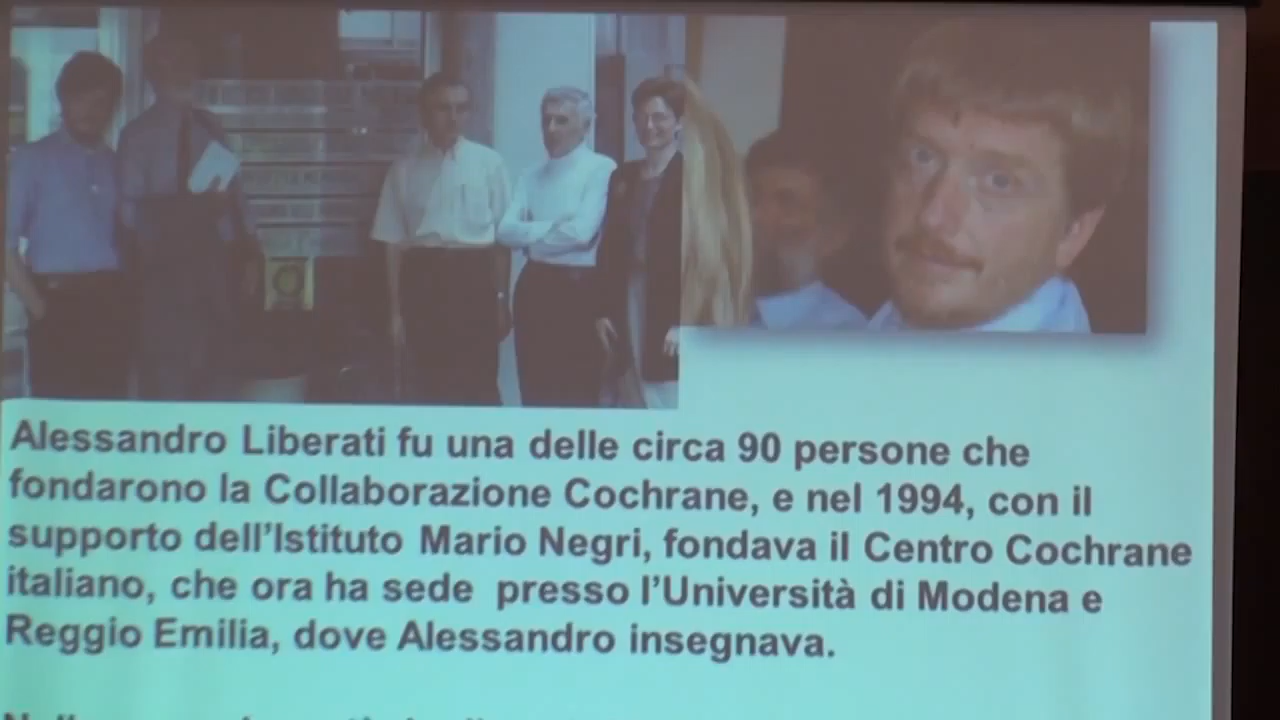 Alessandro Liberati fu una delle circa 90 persone che
fondarono la Collaborazione Cochrane, e nel 1994, con il
supporto dell'Istituto Mario Negri, fondava il Centro Cochrane
italiano, che ora ha sede presso l'Università di Modena e
Reggio Emilia, dove Alessandro insegnava.